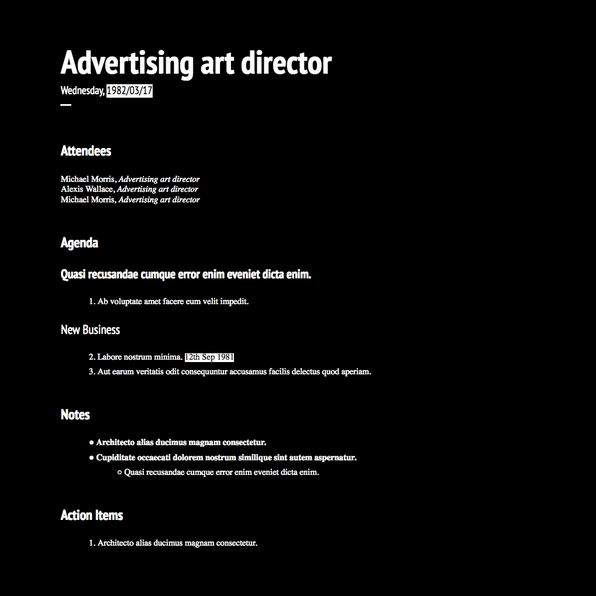 Advertising art director
Wednesday, 1982/03/17
Attendees
Michael Morris, Advertising art director
Alexis Wallace, Advertising art director
Michael Morris, Advertising art director
Agenda
Quasi recusandae cumque error enim eveniet dicta enim.
1. Ab voluptate amet facere eum velit impedit.
New Business
2. Labore nostrum minima. 12th Sep 1981
3. Aut earum veritatis odit consequuntur accusamus facilis delectus quod aperiam.
Notes
● Architecto alias ducimus magnam consectetur.
● Cupiditate occaecati dolorem nostrum similique sint autem aspernatur.
○ Quasi recusandae cumque error enim eveniet dicta enim.
Action Items
1. Architecto alias ducimus magnam consectetur.